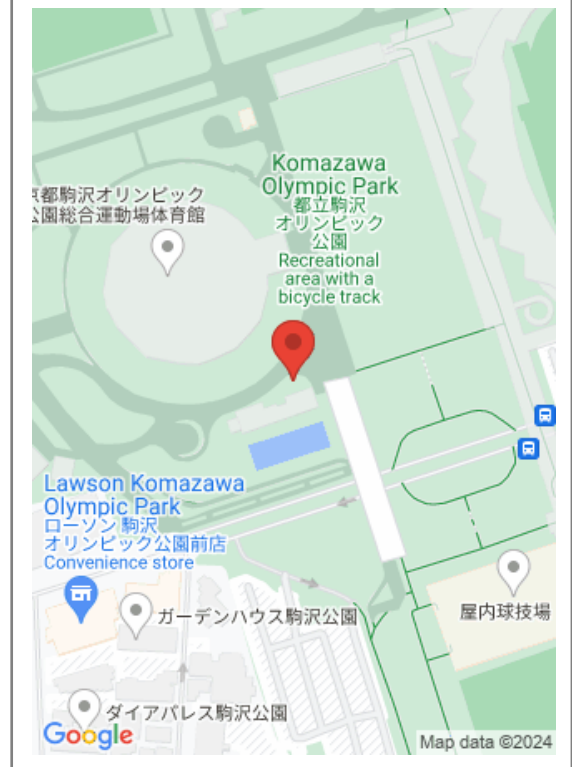 Komazawa
Olympic Park
都立駒沢
オリンピック
公園
Recreational
area with a
bicycle track
京都駒沢オリンピック
公園総合運動場体育館
Lawson Komazawa
Olympic Park
ローソン 駒沢
オリンピック公園前店
Convenience store
屋内球技場
ガーデンハウス駒沢公園
ダイアパレス駒沢公園
Google
Map data ©2024